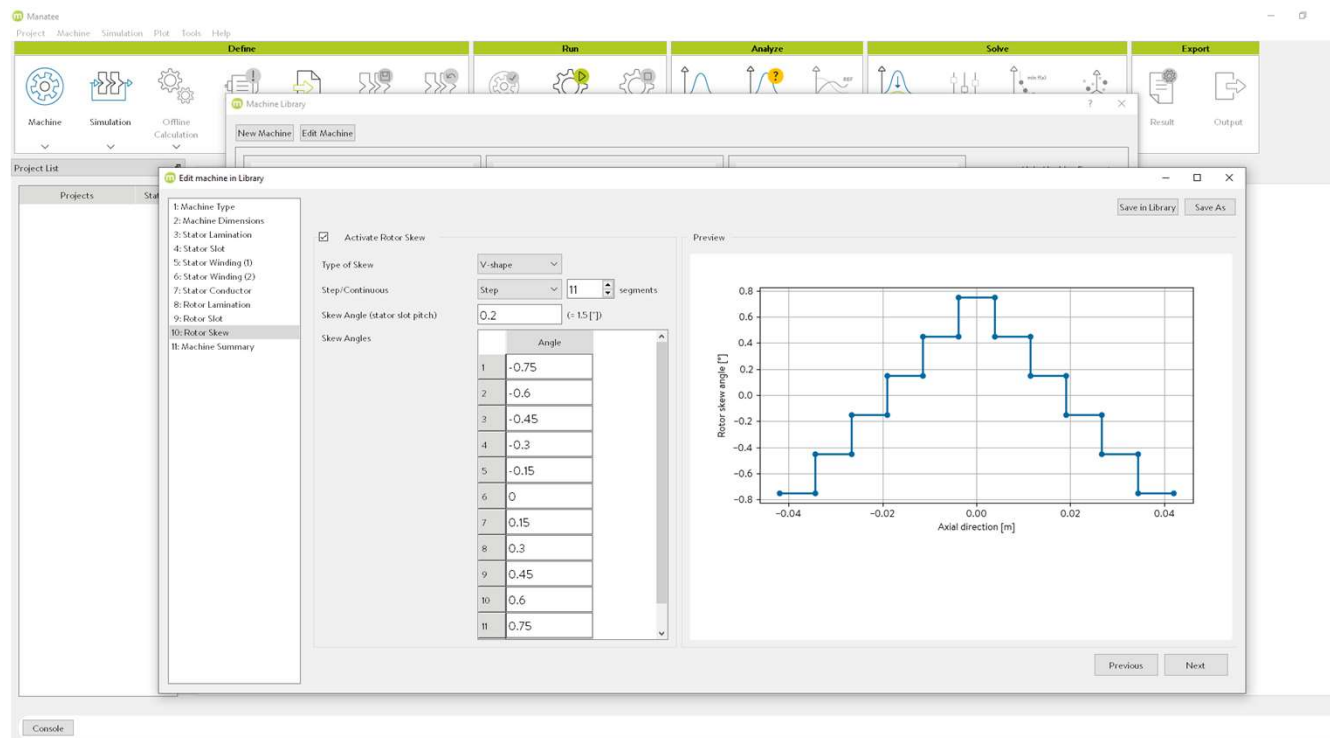 Manatee
Project Machine Simulation Plot Tools Help
Define Run Analyze Solve Export
REF
min f(x)
Machine Simulation Offline Calculation Result Output
Machine Library
New Machine Edit Machine
Project List
Projects
Edit machine in Library
Save in Library Save As
1: Machine Type
2: Machine Dimensions
3: Stator Lamination
4: Stator Slot
5: Stator Winding (1)
6: Stator Winding (2)
7: Stator Conductor
8: Rotor Lamination
9: Rotor Slot
10: Rotor Skew
11: Machine Summary
Activate Rotor Skew
Type of Skew V-shape
Step/Continuous Step 11 segments
Skew Angle (stator slot pitch) 0.2 (= 1.5 [°])
Skew Angles
Angle
1 -0.75
2 -0.6
3 -0.45
4 -0.3
5 -0.15
6 0
7 0.15
8 0.3
9 0.45
10 0.6
11 0.75
Preview
0.8
0.6
0.4
0.2
0.0
−0.2
−0.4
−0.6
−0.8
Rotor skew angle [°]
−0.04 −0.02 0.00 0.02 0.04
Axial direction [m]
Previous Next
Console